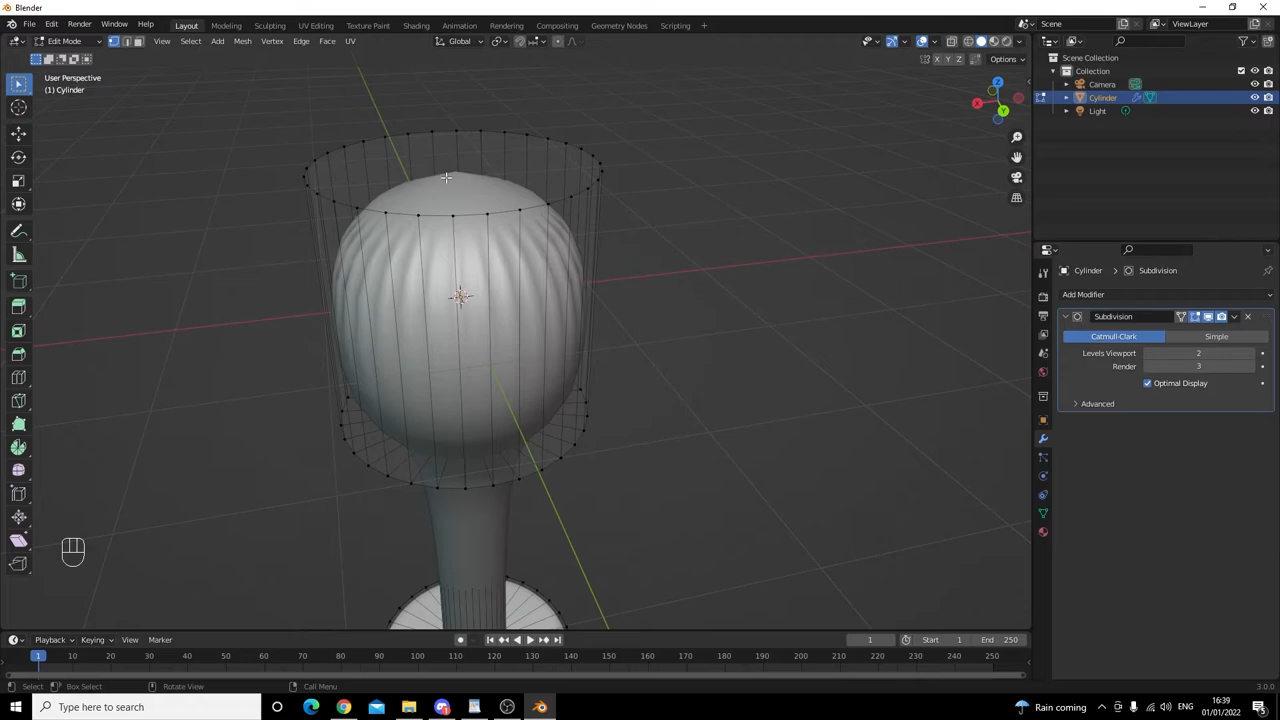 Blender
File Edit Render Window Help Layout Modeling Sculpting UV Editing Texture Paint Shading Animation Rendering Compositing Geometry Nodes Scripting + Scene ViewLayer
Edit Mode View Select Add Mesh Vertex Edge Face UV Global
X Y Z Options
User Perspective
(1) Cylinder
Scene Collection
Collection
Camera
Cylinder
Light
Z
X
Y
Cylinder Subdivision
Add Modifier
Subdivision
Catmull-Clark Simple
Levels Viewport 2
Render 3
Optimal Display
Advanced
Playback Keying View Marker 1 Start 1 End 250
1 10 20 30 40 50 60 70 80 90 100 110 120 130 140 150 160 170 180 190 200 210 220 230 240 250
Select Box Select Rotate View Call Menu 3.0.0
Type here to search Rain coming 16:39
01/01/2022